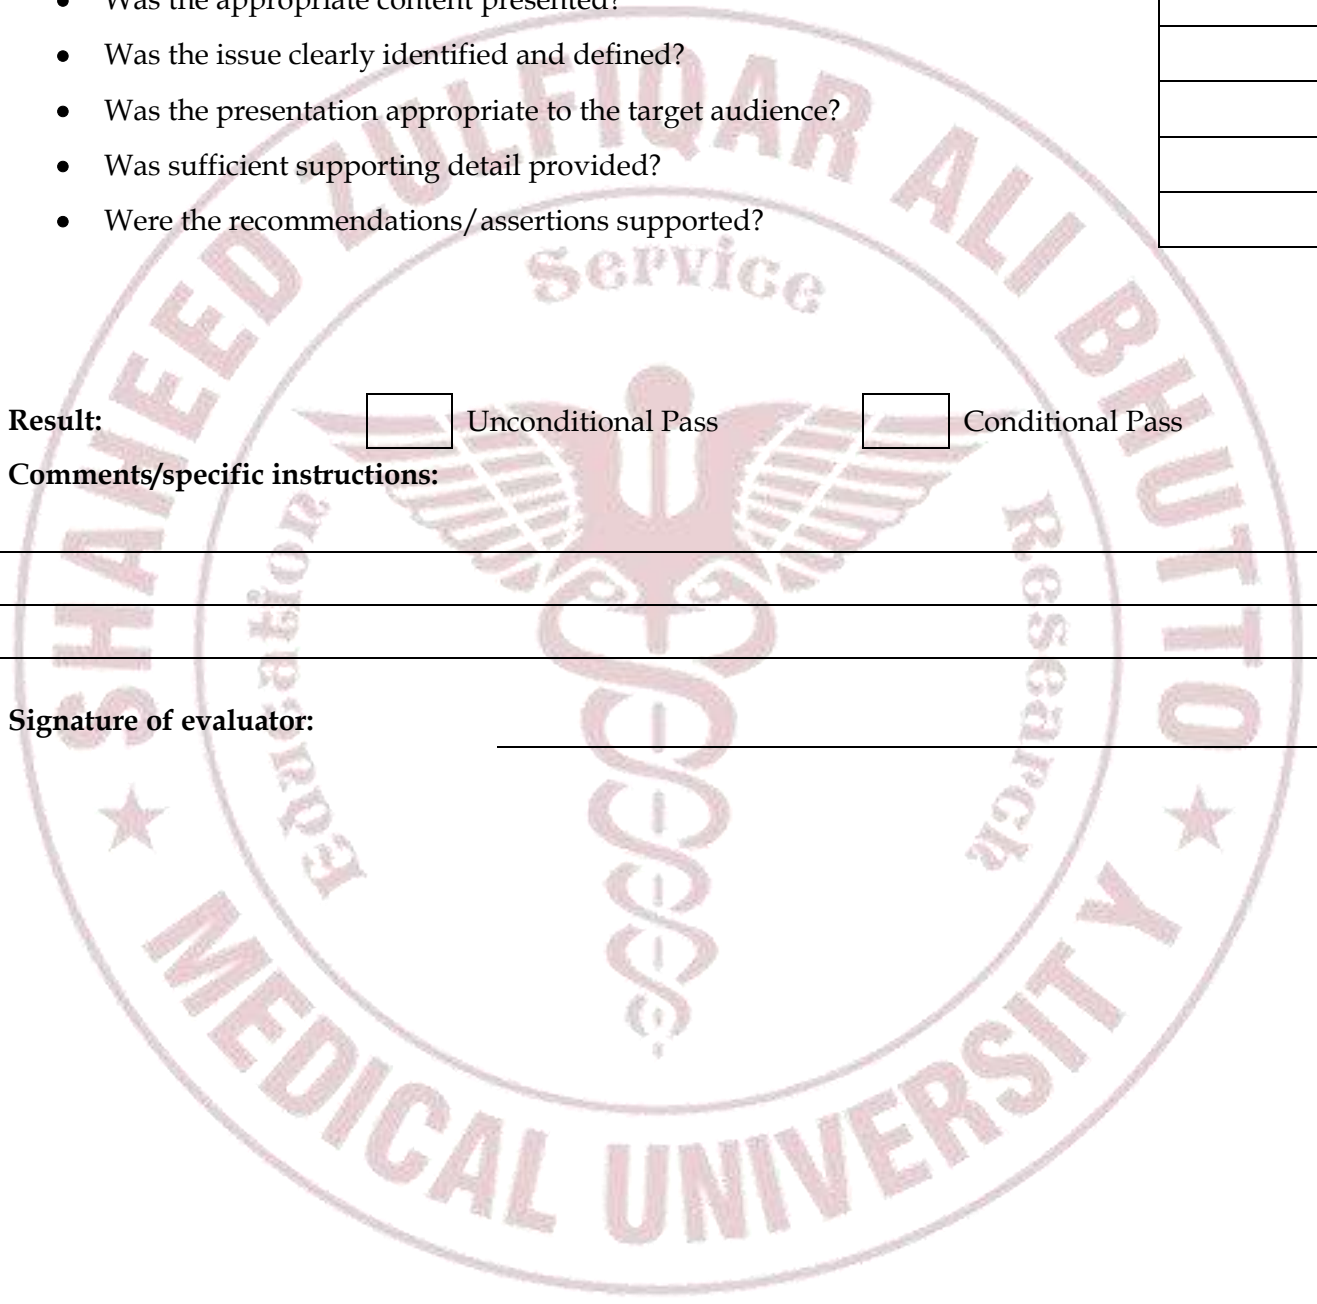 • Was the appropriate content presented?
• Was the issue clearly identified and defined?
• Was the presentation appropriate to the target audience?
• Was sufficient supporting detail provided?
• Were the recommendations/assertions supported?
Result: Unconditional Pass Conditional Pass
Comments/specific instructions:
Signature of evaluator:
SHAHEED ZULFIQAR ALI BHUTTO
MEDICAL UNIVERSITY
Education
Service
Research